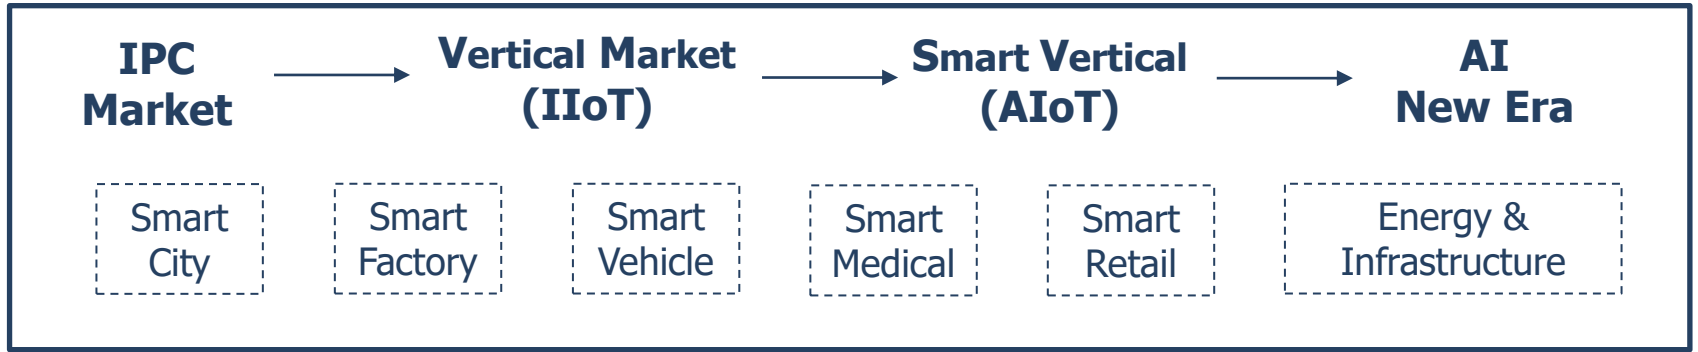 IPC
Market
Vertical Market
(IIoT)
Smart Vertical
(AIoT)
AI
New Era
Smart
City
Smart
Factory
Smart
Vehicle
Smart
Medical
Smart
Retail
Energy &
Infrastructure